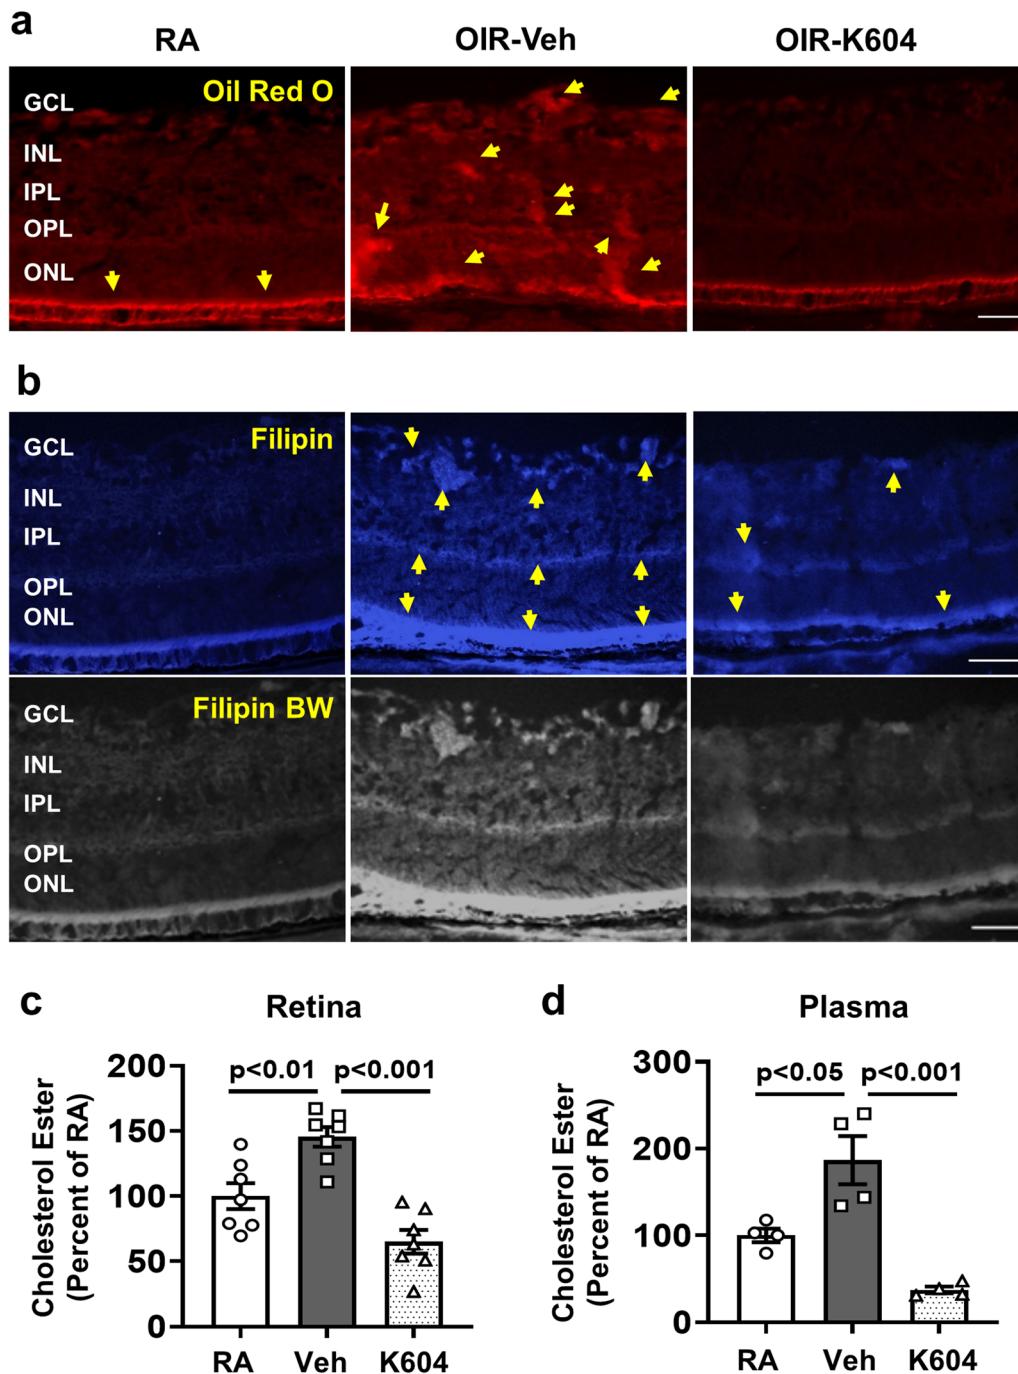 a
RA
OIR-Veh
OIR-K604
Oil Red O
GCL
INL
IPL
OPL
ONL
b
Filipin
GCL
INL
IPL
OPL
ONL
Filipin BW
GCL
INL
IPL
OPL
ONL
c
Retina
Cholesterol Ester
(Percent of RA)
200
150
100
50
0
p<0.01
p<0.001
RA
Veh
K604
d
Plasma
Cholesterol Ester
(Percent of RA)
300
200
100
0
p<0.05
p<0.001
RA
Veh
K604